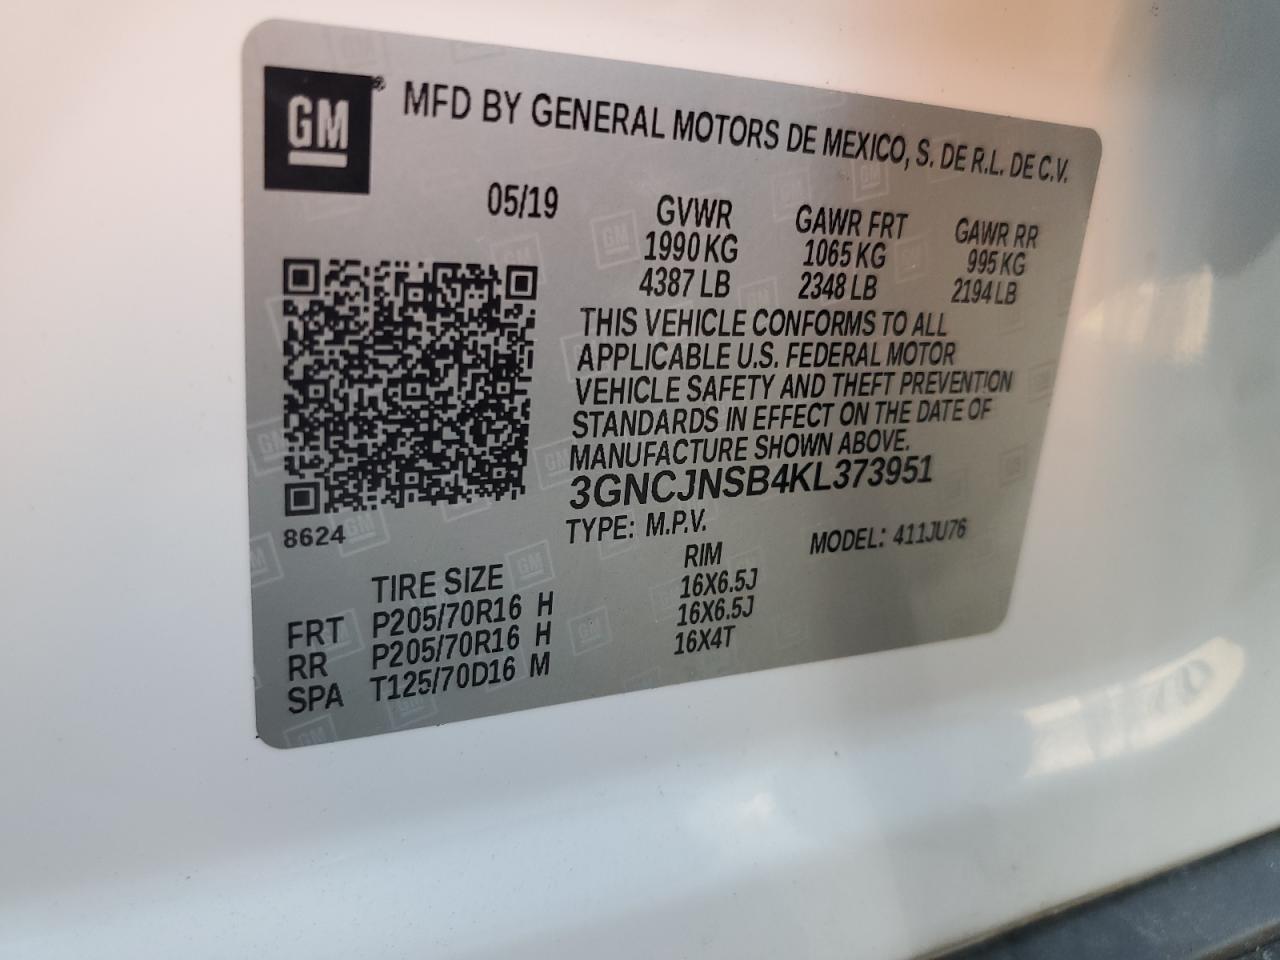 GM
MFD BY GENERAL MOTORS DE MEXICO, S. DE R.L. DE C.V.
05/19
GVWR GAWR FRT GAWR RR
1990 KG 1065 KG 995 KG
4387 LB 2348 LB 2194 LB
THIS VEHICLE CONFORMS TO ALL
APPLICABLE U.S. FEDERAL MOTOR
VEHICLE SAFETY AND THEFT PREVENTION
STANDARDS IN EFFECT ON THE DATE OF
MANUFACTURE SHOWN ABOVE.
3GNCJNSB4KL373951
8624
TYPE: M.P.V. MODEL: 411JU76
TIRE SIZE RIM
FRT P205/70R16 H 16X6.5J
RR P205/70R16 H 16X6.5J
SPA T125/70D16 M 16X4T